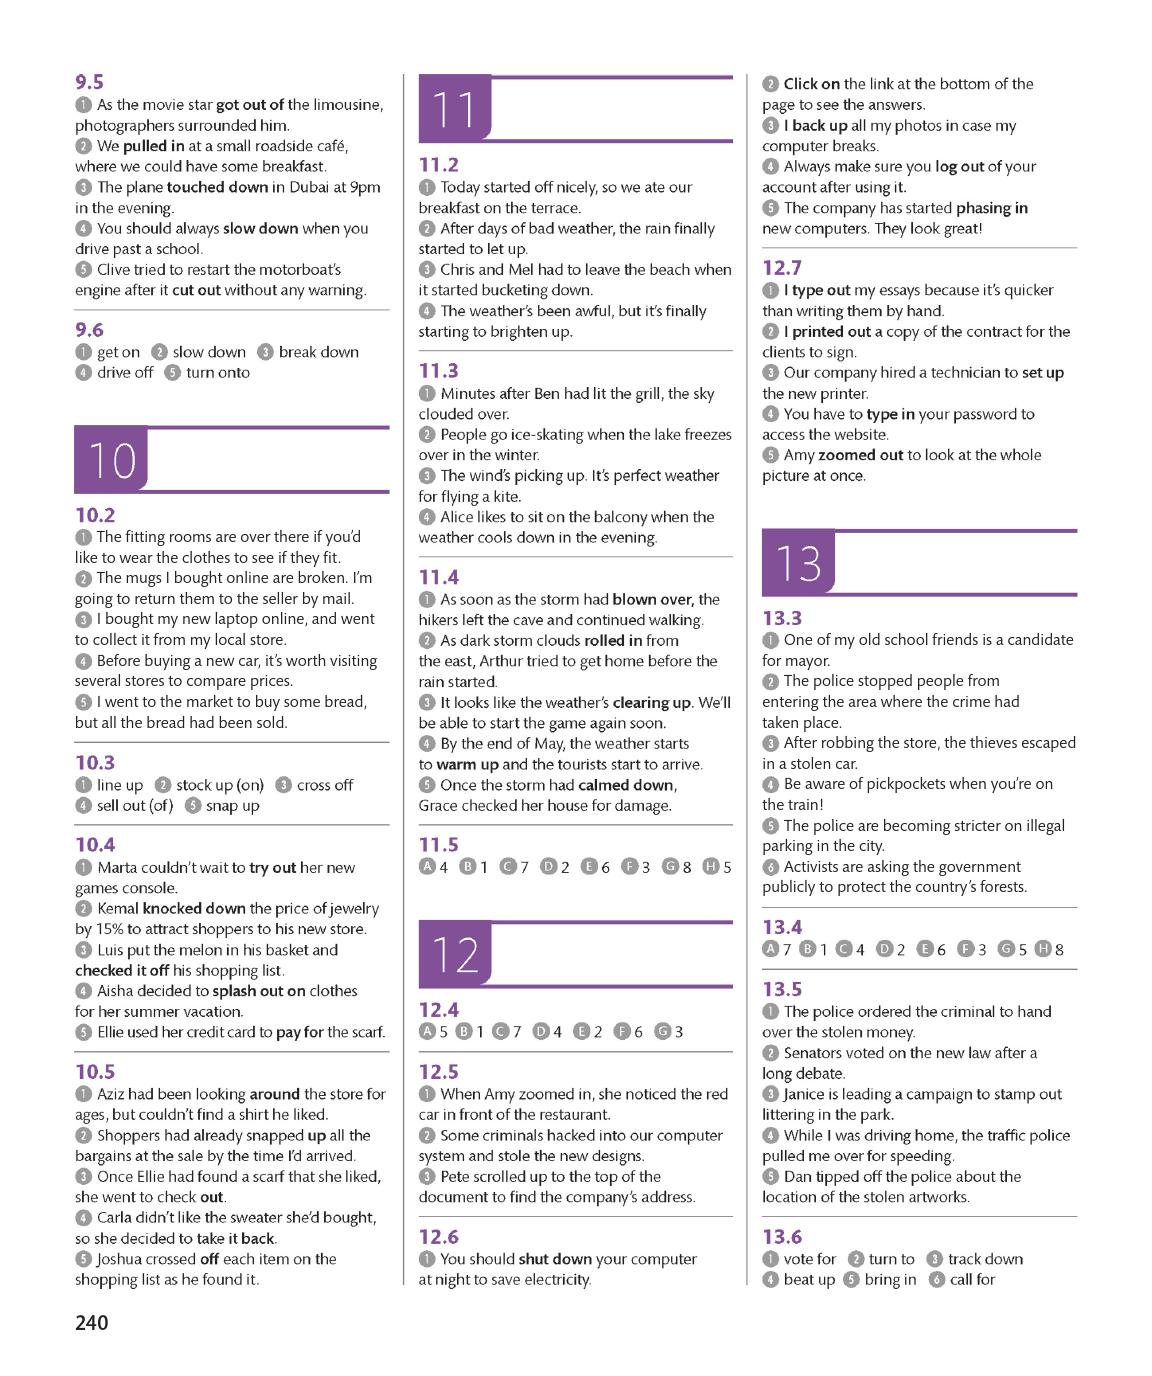 9.5
1 As the movie star got out of the limousine,
photographers surrounded him.
2 We pulled in at a small roadside café,
where we could have some breakfast.
3 The plane touched down in Dubai at 9pm
in the evening.
4 You should always slow down when you
drive past a school.
5 Clive tried to restart the motorboat's
engine after it cut out without any warning.
9.6
1 get on 2 slow down 3 break down
4 drive off 5 turn onto
10
10.2
1 The fitting rooms are over there if you'd
like to wear the clothes to see if they fit.
2 The mugs I bought online are broken. I'm
going to return them to the seller by mail.
3 I bought my new laptop online, and went
to collect it from my local store.
4 Before buying a new car, it's worth visiting
several stores to compare prices.
5 I went to the market to buy some bread,
but all the bread had been sold.
10.3
1 line up 2 stock up (on) 3 cross off
4 sell out (of) 5 snap up
10.4
1 Marta couldn't wait to try out her new
games console.
2 Kemal knocked down the price of jewelry
by 15% to attract shoppers to his new store.
3 Luis put the melon in his basket and
checked it off his shopping list.
4 Aisha decided to splash out on clothes
for her summer vacation.
5 Ellie used her credit card to pay for the scarf.
10.5
1 Aziz had been looking around the store for
ages, but couldn't find a shirt he liked.
2 Shoppers had already snapped up all the
bargains at the sale by the time I'd arrived.
3 Once Ellie had found a scarf that she liked,
she went to check out.
4 Carla didn't like the sweater she'd bought,
so she decided to take it back.
5 Joshua crossed off each item on the
shopping list as he found it.
11
11.2
1 Today started off nicely, so we ate our
breakfast on the terrace.
2 After days of bad weather, the rain finally
started to let up.
3 Chris and Mel had to leave the beach when
it started bucketing down.
4 The weather's been awful, but it's finally
starting to brighten up.
11.3
1 Minutes after Ben had lit the grill, the sky
clouded over.
2 People go ice-skating when the lake freezes
over in the winter.
3 The wind's picking up. It's perfect weather
for flying a kite.
4 Alice likes to sit on the balcony when the
weather cools down in the evening.
11.4
1 As soon as the storm had blown over, the
hikers left the cave and continued walking.
2 As dark storm clouds rolled in from
the east, Arthur tried to get home before the
rain started.
3 It looks like the weather's clearing up. We'll
be able to start the game again soon.
4 By the end of May, the weather starts
to warm up and the tourists start to arrive.
5 Once the storm had calmed down,
Grace checked her house for damage.
11.5
A 4 B 1 C 7 D 2 E 6 F 3 G 8 H 5
12
12.4
A 5 B 1 C 7 D 4 E 2 F 6 G 3
12.5
1 When Amy zoomed in, she noticed the red
car in front of the restaurant.
2 Some criminals hacked into our computer
system and stole the new designs.
3 Pete scrolled up to the top of the
document to find the company's address.
12.6
1 You should shut down your computer
at night to save electricity.
2 Click on the link at the bottom of the
page to see the answers.
3 I back up all my photos in case my
computer breaks.
4 Always make sure you log out of your
account after using it.
5 The company has started phasing in
new computers. They look great!
12.7
1 I type out my essays because it's quicker
than writing them by hand.
2 I printed out a copy of the contract for the
clients to sign.
3 Our company hired a technician to set up
the new printer.
4 You have to type in your password to
access the website.
5 Amy zoomed out to look at the whole
picture at once.
13
13.3
1 One of my old school friends is a candidate
for mayor.
2 The police stopped people from
entering the area where the crime had
taken place.
3 After robbing the store, the thieves escaped
in a stolen car.
4 Be aware of pickpockets when you're on
the train!
5 The police are becoming stricter on illegal
parking in the city.
6 Activists are asking the government
publicly to protect the country's forests.
13.4
A 7 B 1 C 4 D 2 E 6 F 3 G 5 H 8
13.5
1 The police ordered the criminal to hand
over the stolen money.
2 Senators voted on the new law after a
long debate.
3 Janice is leading a campaign to stamp out
littering in the park.
4 While I was driving home, the traffic police
pulled me over for speeding.
5 Dan tipped off the police about the
location of the stolen artworks.
13.6
1 vote for 2 turn to 3 track down
4 beat up 5 bring in 6 call for
240